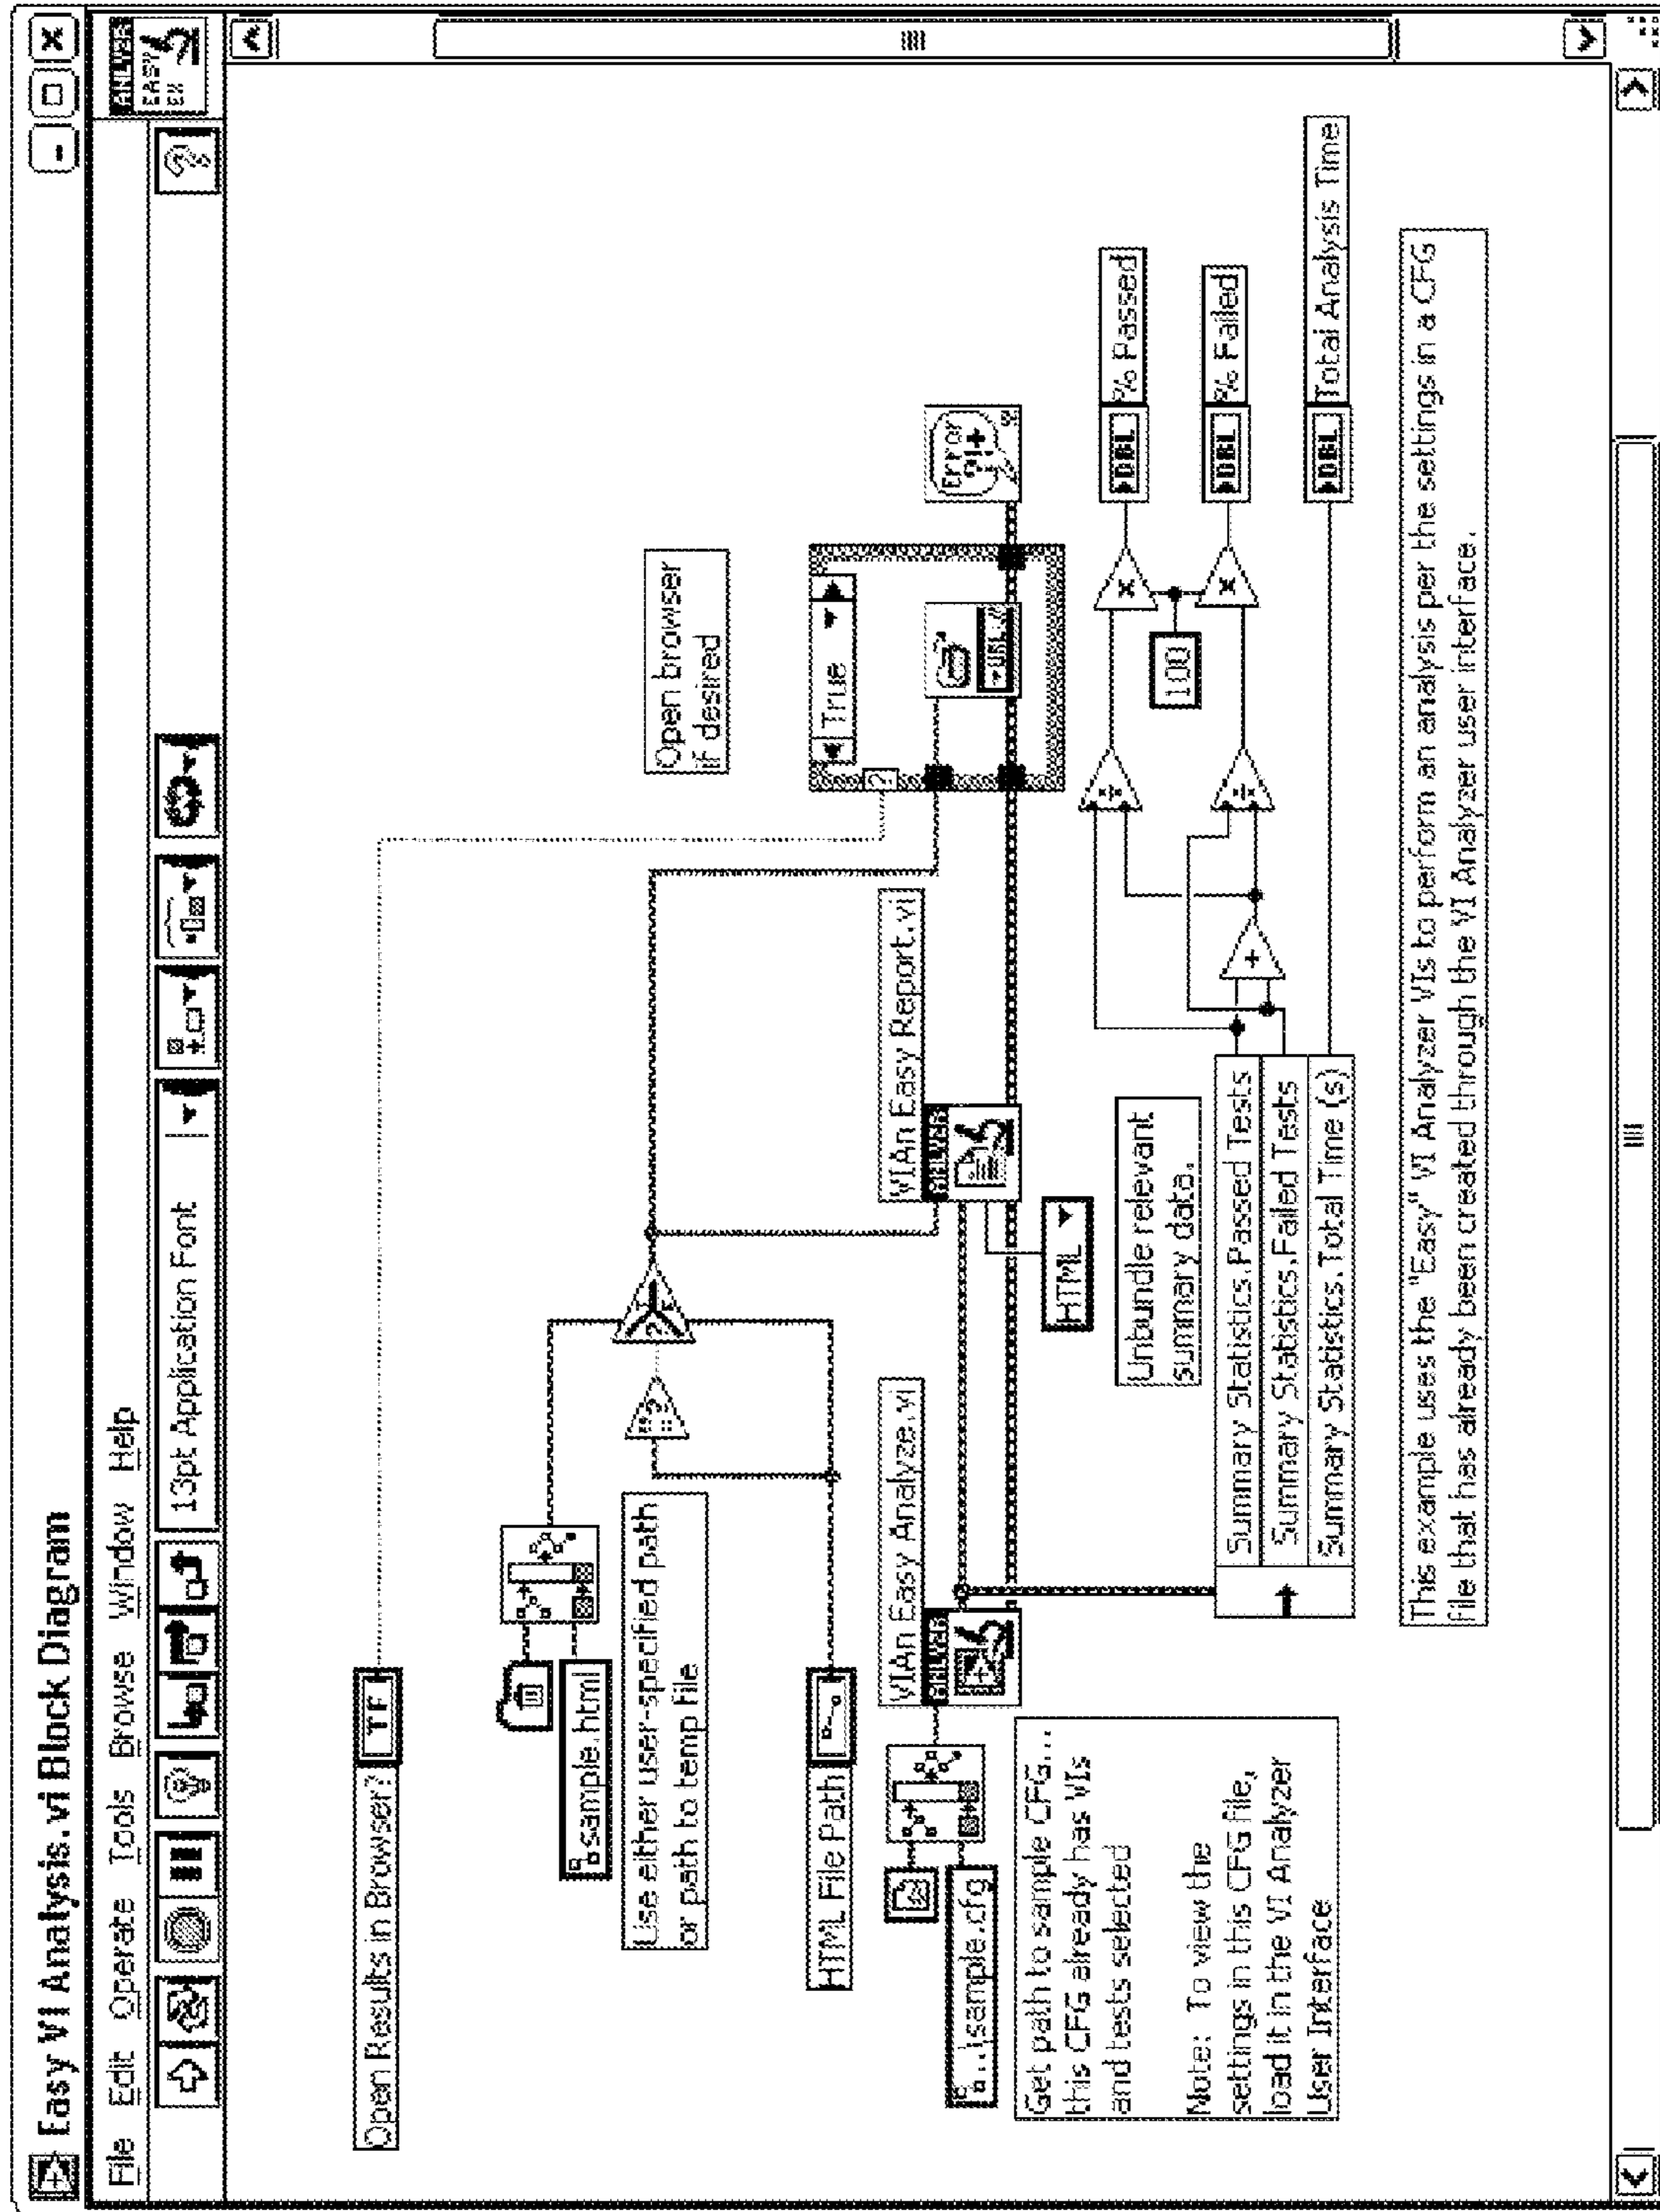 Easy VI Analysis.vi Block Diagram
File Edit Operate Tools Browse Window Help
13pt Application Font
?
ANLYZR
EASY
EX
Open Results in Browser?
TF
sample.html
Use either user-specified path
or path to temp file
HTML File Path
?
Open browser
if desired
True
?
URL://
Error
?!+
VIAn Easy Analyze.vi
ANLYZR
VIAn Easy Report.vi
ANLYZR
HTML
..\sample.cfg
Get path to sample CFG...
this CFG already has VIs
and tests selected
Note: To view the
settings in this CFG file,
load it in the VI Analyzer
User Interface
Unbundle relevant
summary data.
Summary Statistics.Passed Tests
Summary Statistics.Failed Tests
Summary Statistics.Total Time (s)
+
÷
÷
100
x
x
DBL
% Passed
DBL
% Failed
DBL
Total Analysis Time
This example uses the "Easy" VI Analyzer VIs to perform an analysis per the settings in a CFG
file that has already been created through the VI Analyzer user interface.